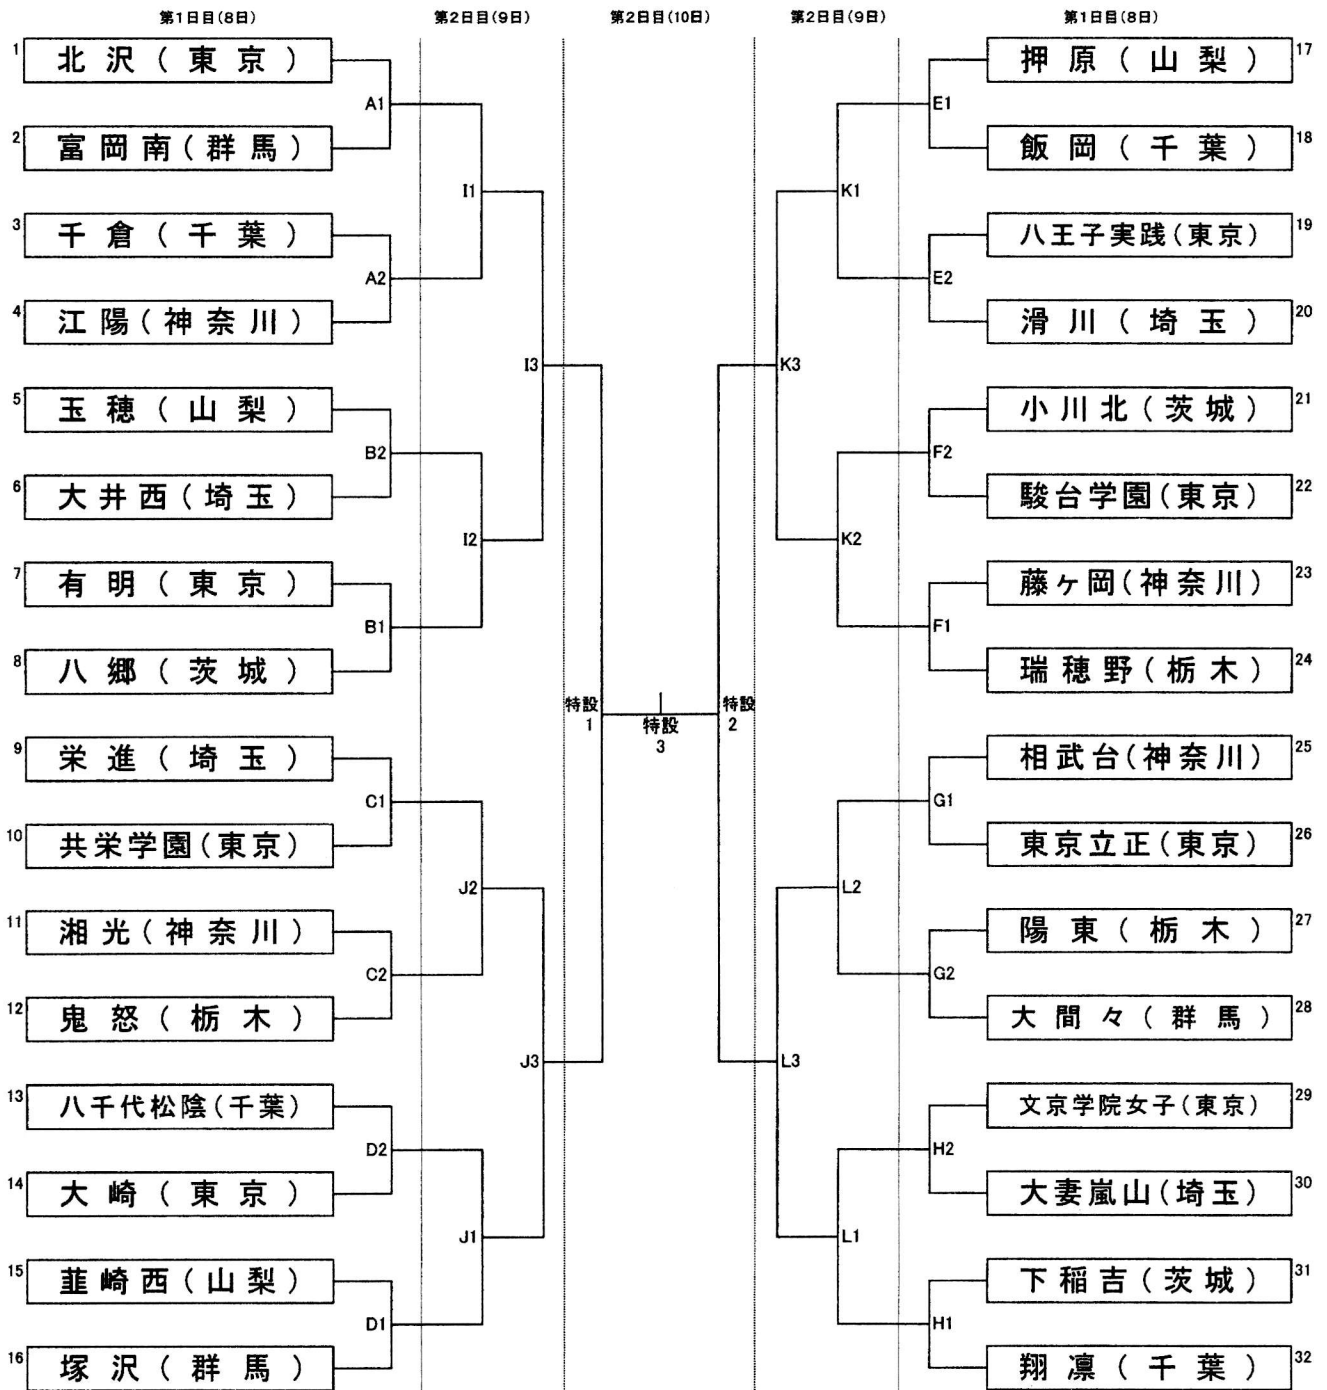 第1日目(8日) 第2日目(9日) 第2日目(10日) 第2日目(9日) 第1日目(8日)
1 北沢(東京)
2 富岡南(群馬)
A1
3 千倉(千葉)
4 江陽(神奈川)
A2
I1
5 玉穂(山梨)
6 大井西(埼玉)
B2
7 有明(東京)
8 八郷(茨城)
B1
I2
I3
9 栄進(埼玉)
10 共栄学園(東京)
C1
11 湘光(神奈川)
12 鬼怒(栃木)
C2
J2
13 八千代松陰(千葉)
14 大崎(東京)
D2
15 韮崎西(山梨)
16 塚沢(群馬)
D1
J1
J3
特設
1
特設
3
特設
2
押原(山梨) 17
飯岡(千葉) 18
E1
八王子実践(東京) 19
滑川(埼玉) 20
E2
K1
小川北(茨城) 21
駿台学園(東京) 22
F2
藤ヶ岡(神奈川) 23
瑞穂野(栃木) 24
F1
K2
K3
相武台(神奈川) 25
東京立正(東京) 26
G1
陽東(栃木) 27
大間々(群馬) 28
G2
L2
文京学院女子(東京) 29
大妻嵐山(埼玉) 30
H2
下稲吉(茨城) 31
翔凛(千葉) 32
H1
L1
L3